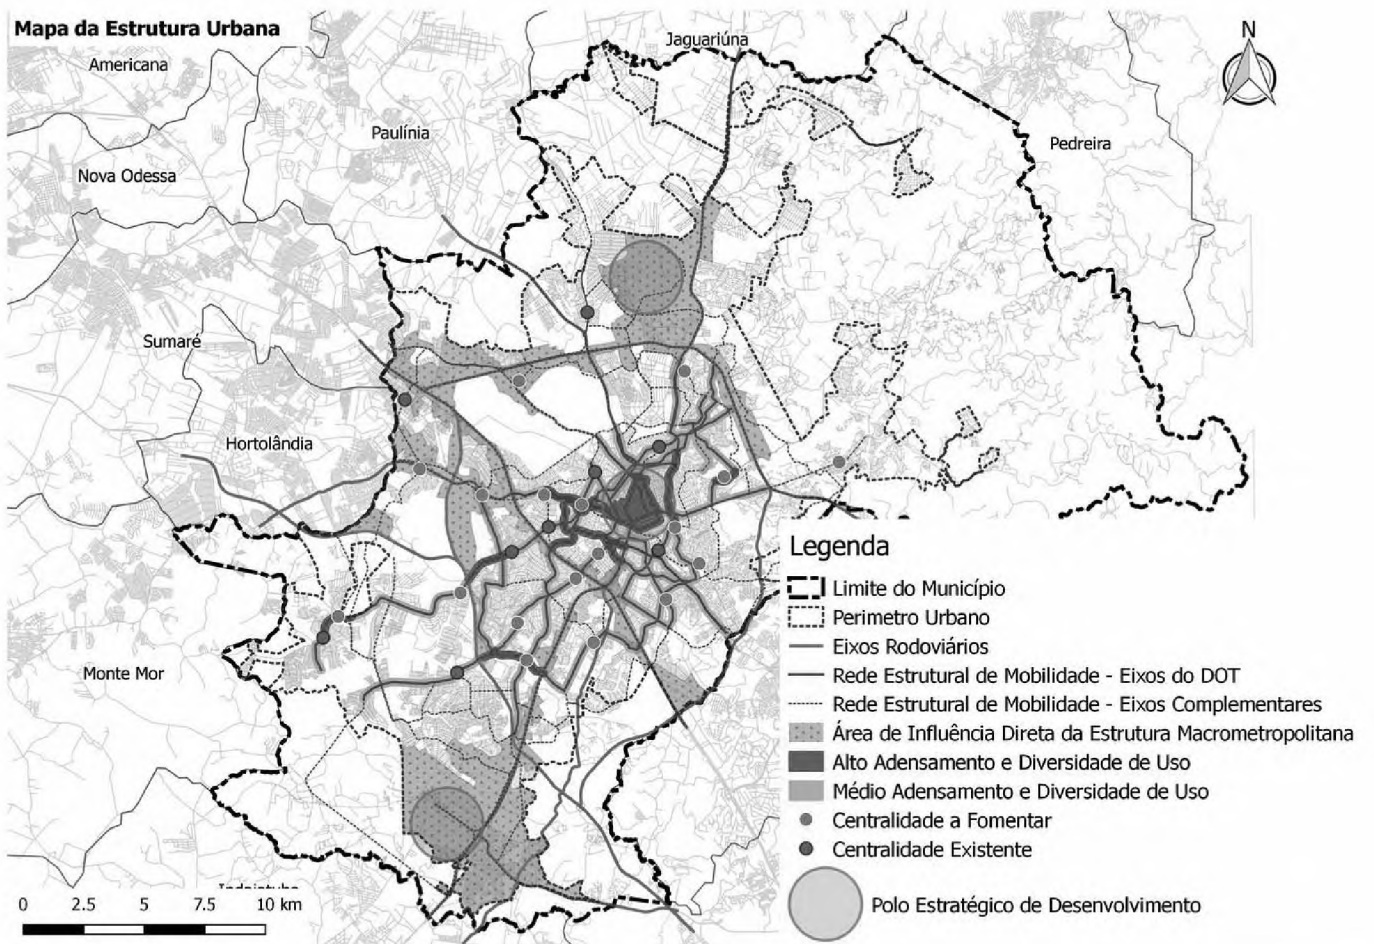 Mapa da Estrutura Urbana
Jaguariúna
N
Americana
Paulínia
Pedreira
Nova Odessa
Sumaré
Hortolândia
Monte Mor
Legenda
Limite do Município
Perimetro Urbano
Eixos Rodoviários
Rede Estrutural de Mobilidade - Eixos do DOT
Rede Estrutural de Mobilidade - Eixos Complementares
Área de Influência Direta da Estrutura Macrometropolitana
Alto Adensamento e Diversidade de Uso
Médio Adensamento e Diversidade de Uso
Centralidade a Fomentar
Centralidade Existente
Polo Estratégico de Desenvolvimento
0 2.5 5 7.5 10 km